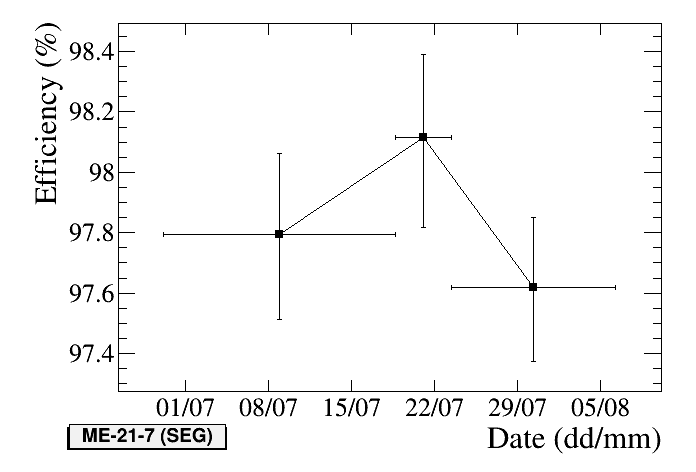 Efficiency (%)
98.4
98.2
98
97.8
97.6
97.4
01/07 08/07 15/07 22/07 29/07 05/08
ME-21-7 (SEG)
Date (dd/mm)